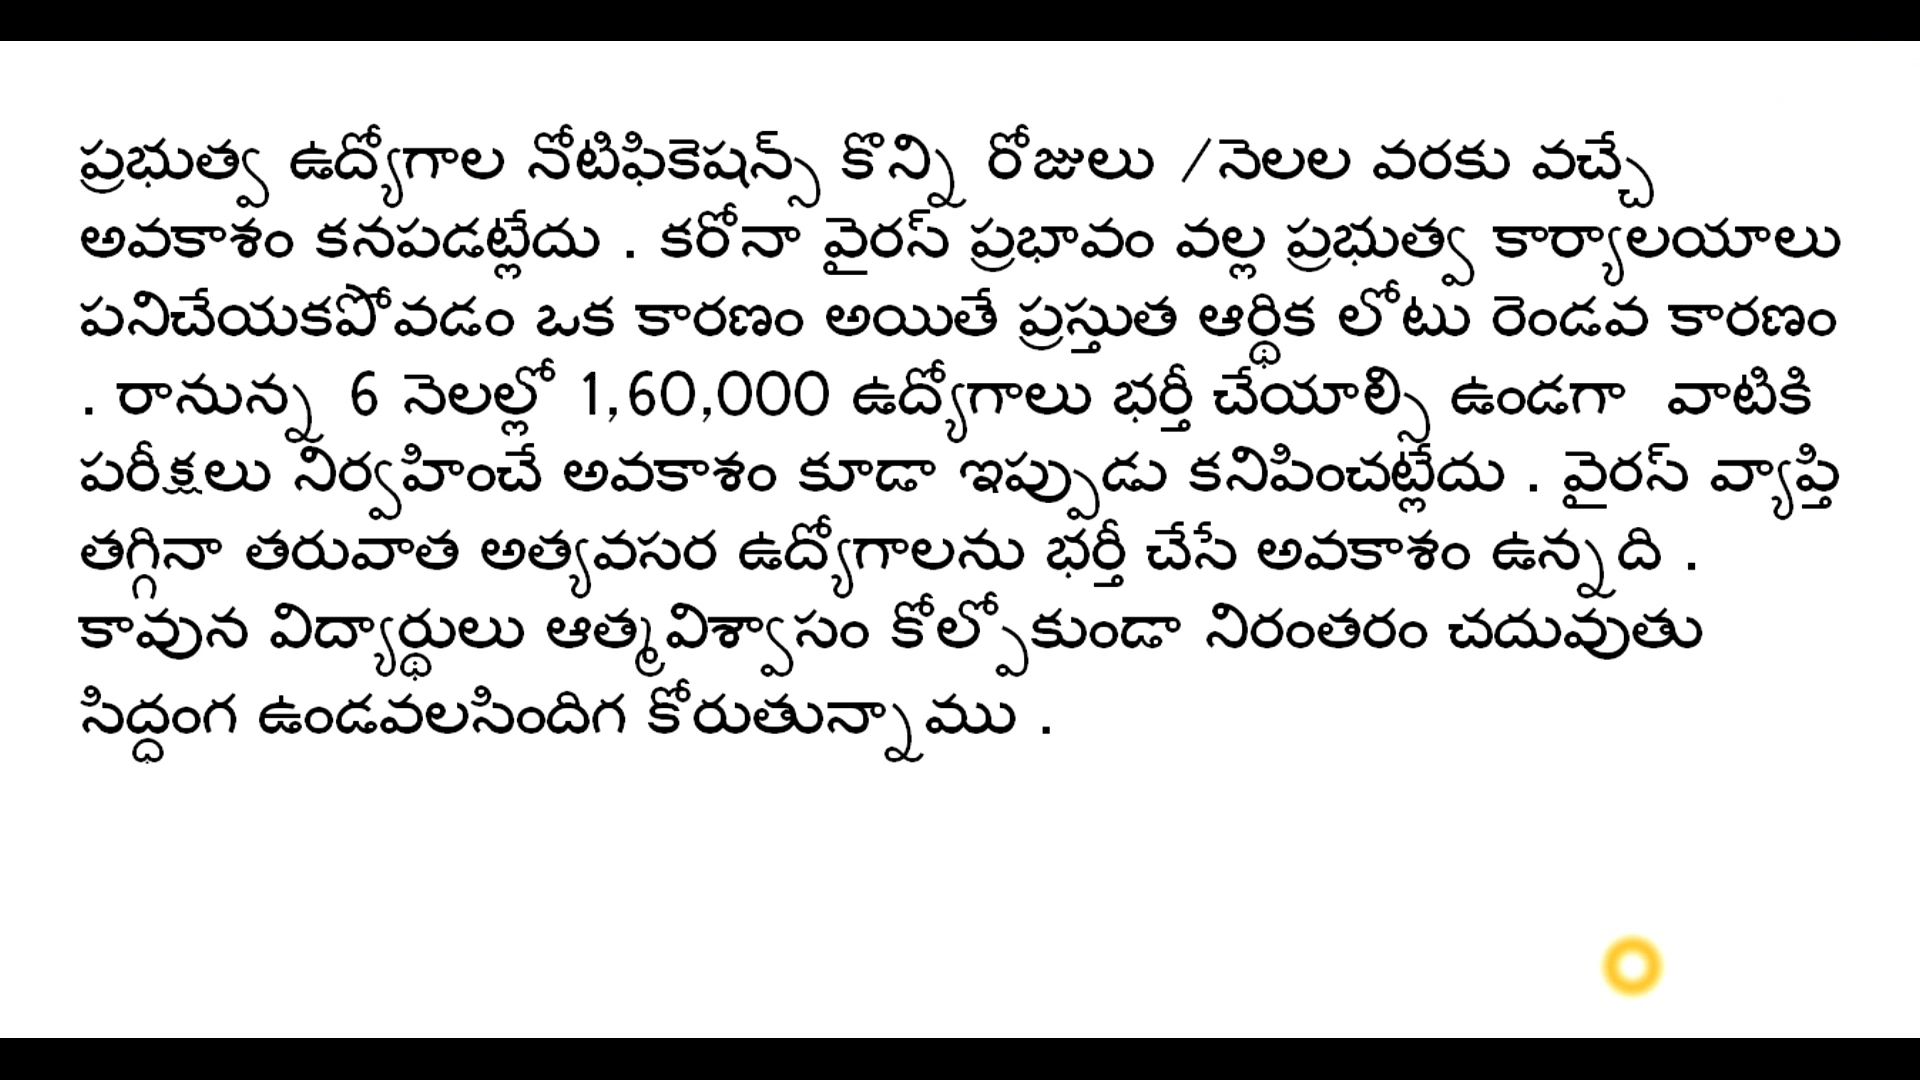 ప్రభుత్వ ఉద్యోగాల నోటిఫికెషన్స్ కొన్ని రోజులు /నెలల వరకు వచ్చే
అవకాశం కనపడట్లేదు . కరోనా వైరస్ ప్రభావం వల్ల ప్రభుత్వ కార్యాలయాలు
పనిచేయకపోవడం ఒక కారణం అయితే ప్రస్తుత ఆర్థిక లోటు రెండవ కారణం
. రానున్న 6 నెలల్లో 1,60,000 ఉద్యోగాలు భర్తీ చేయాల్సి ఉండగా వాటికి
పరీక్షలు నిర్వహించే అవకాశం కూడా ఇప్పుడు కనిపించట్లేదు . వైరస్ వ్యాప్తి
తగ్గినా తరువాత అత్యవసర ఉద్యోగాలను భర్తీ చేసే అవకాశం ఉన్నది .
కావున విద్యార్థులు ఆత్మవిశ్వాసం కోల్పోకుండా నిరంతరం చదువుతు
సిద్ధంగ ఉండవలసిందిగ కోరుతున్నాము .